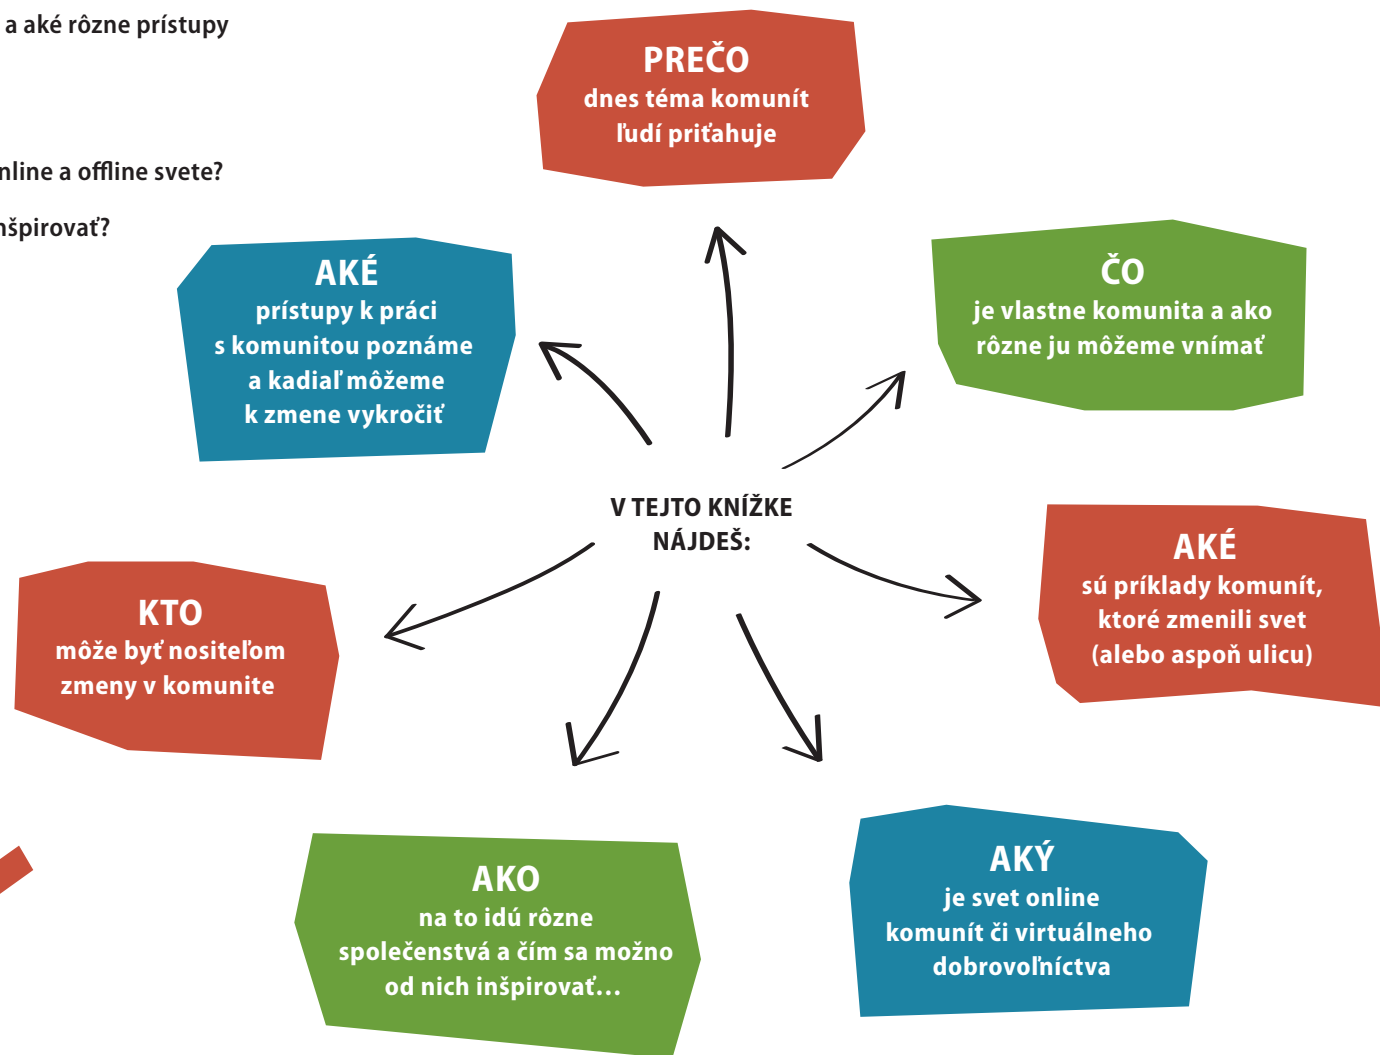 a aké rôzne prístupy
nline a offline svete?
nšpirovať?
PREČO
dnes téma komunít
ľudí priťahuje
ČO
je vlastne komunita a ako
rôzne ju môžeme vnímať
AKÉ
prístupy k práci
s komunitou poznáme
a kadiaľ môžeme
k zmene vykročiť
V TEJTO KNÍŽKE
NÁJDEŠ:
AKÉ
sú príklady komunít,
ktoré zmenili svet
(alebo aspoň ulicu)
KTO
môže byť nositeľom
zmeny v komunite
AKO
na to idú rôzne
společenstvá a čím sa možno
od nich inšpirovať…
AKÝ
je svet online
komunít či virtuálneho
dobrovoľníctva